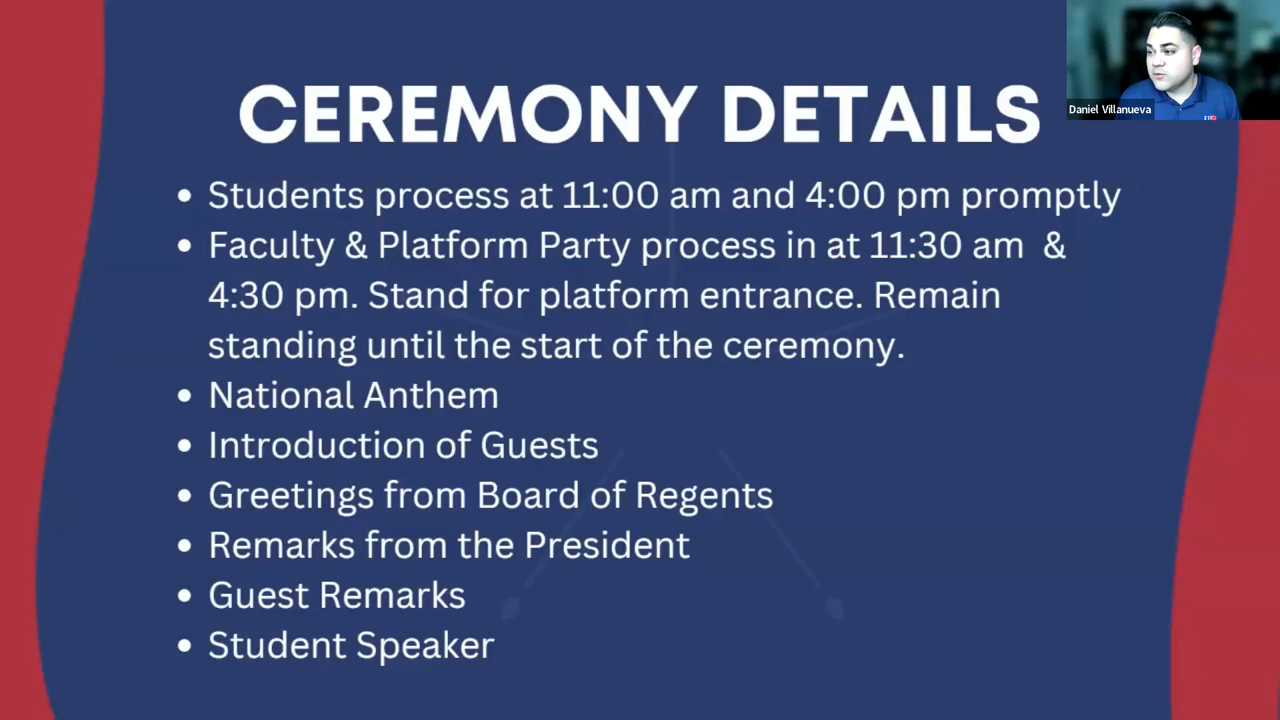 CEREMONY DETAILS
Daniel Villanueva
• Students process at 11:00 am and 4:00 pm promptly
• Faculty & Platform Party process in at 11:30 am &
4:30 pm. Stand for platform entrance. Remain
standing until the start of the ceremony.
• National Anthem
• Introduction of Guests
• Greetings from Board of Regents
• Remarks from the President
• Guest Remarks
• Student Speaker